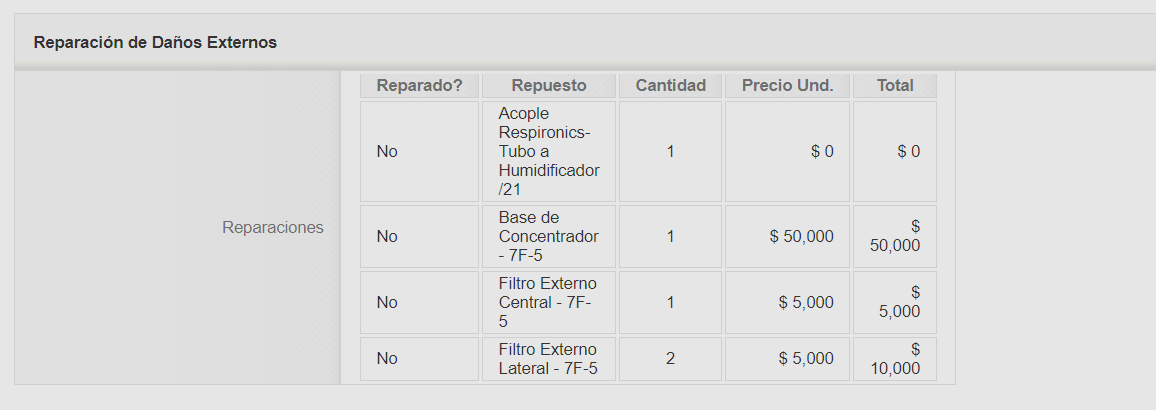 Reparación de Daños Externos
Reparado? Repuesto Cantidad Precio Und. Total
Reparaciones
No
Acople
Respironics-
Tubo a
Humidificador
/21
1
$ 0
$ 0
No
Base de
Concentrador
- 7F-5
1
$ 50,000
$
50,000
No
Filtro Externo
Central - 7F-
5
1
$ 5,000
$
5,000
No
Filtro Externo
Lateral - 7F-5
2
$ 5,000
$
10,000